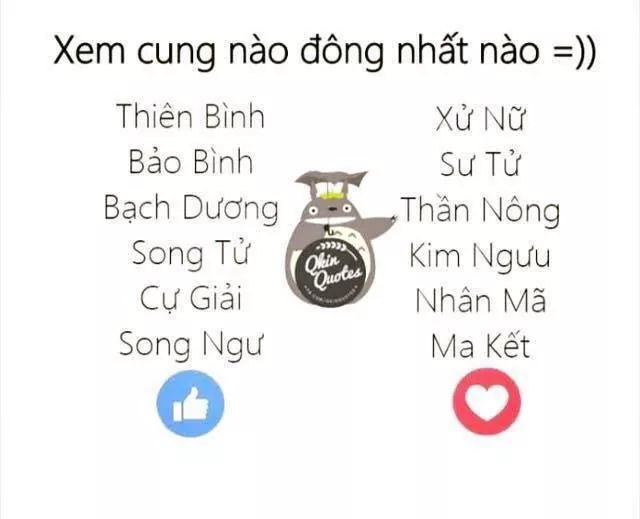 Xem cung nào đông nhất nào =))
Thiên Bình
Bảo Bình
Bạch Dương
Song Tử
Cự Giải
Song Ngư
Xử Nữ
Sư Tử
Thần Nông
Kim Ngưu
Nhân Mã
Ma Kết
Qkin
Quotes